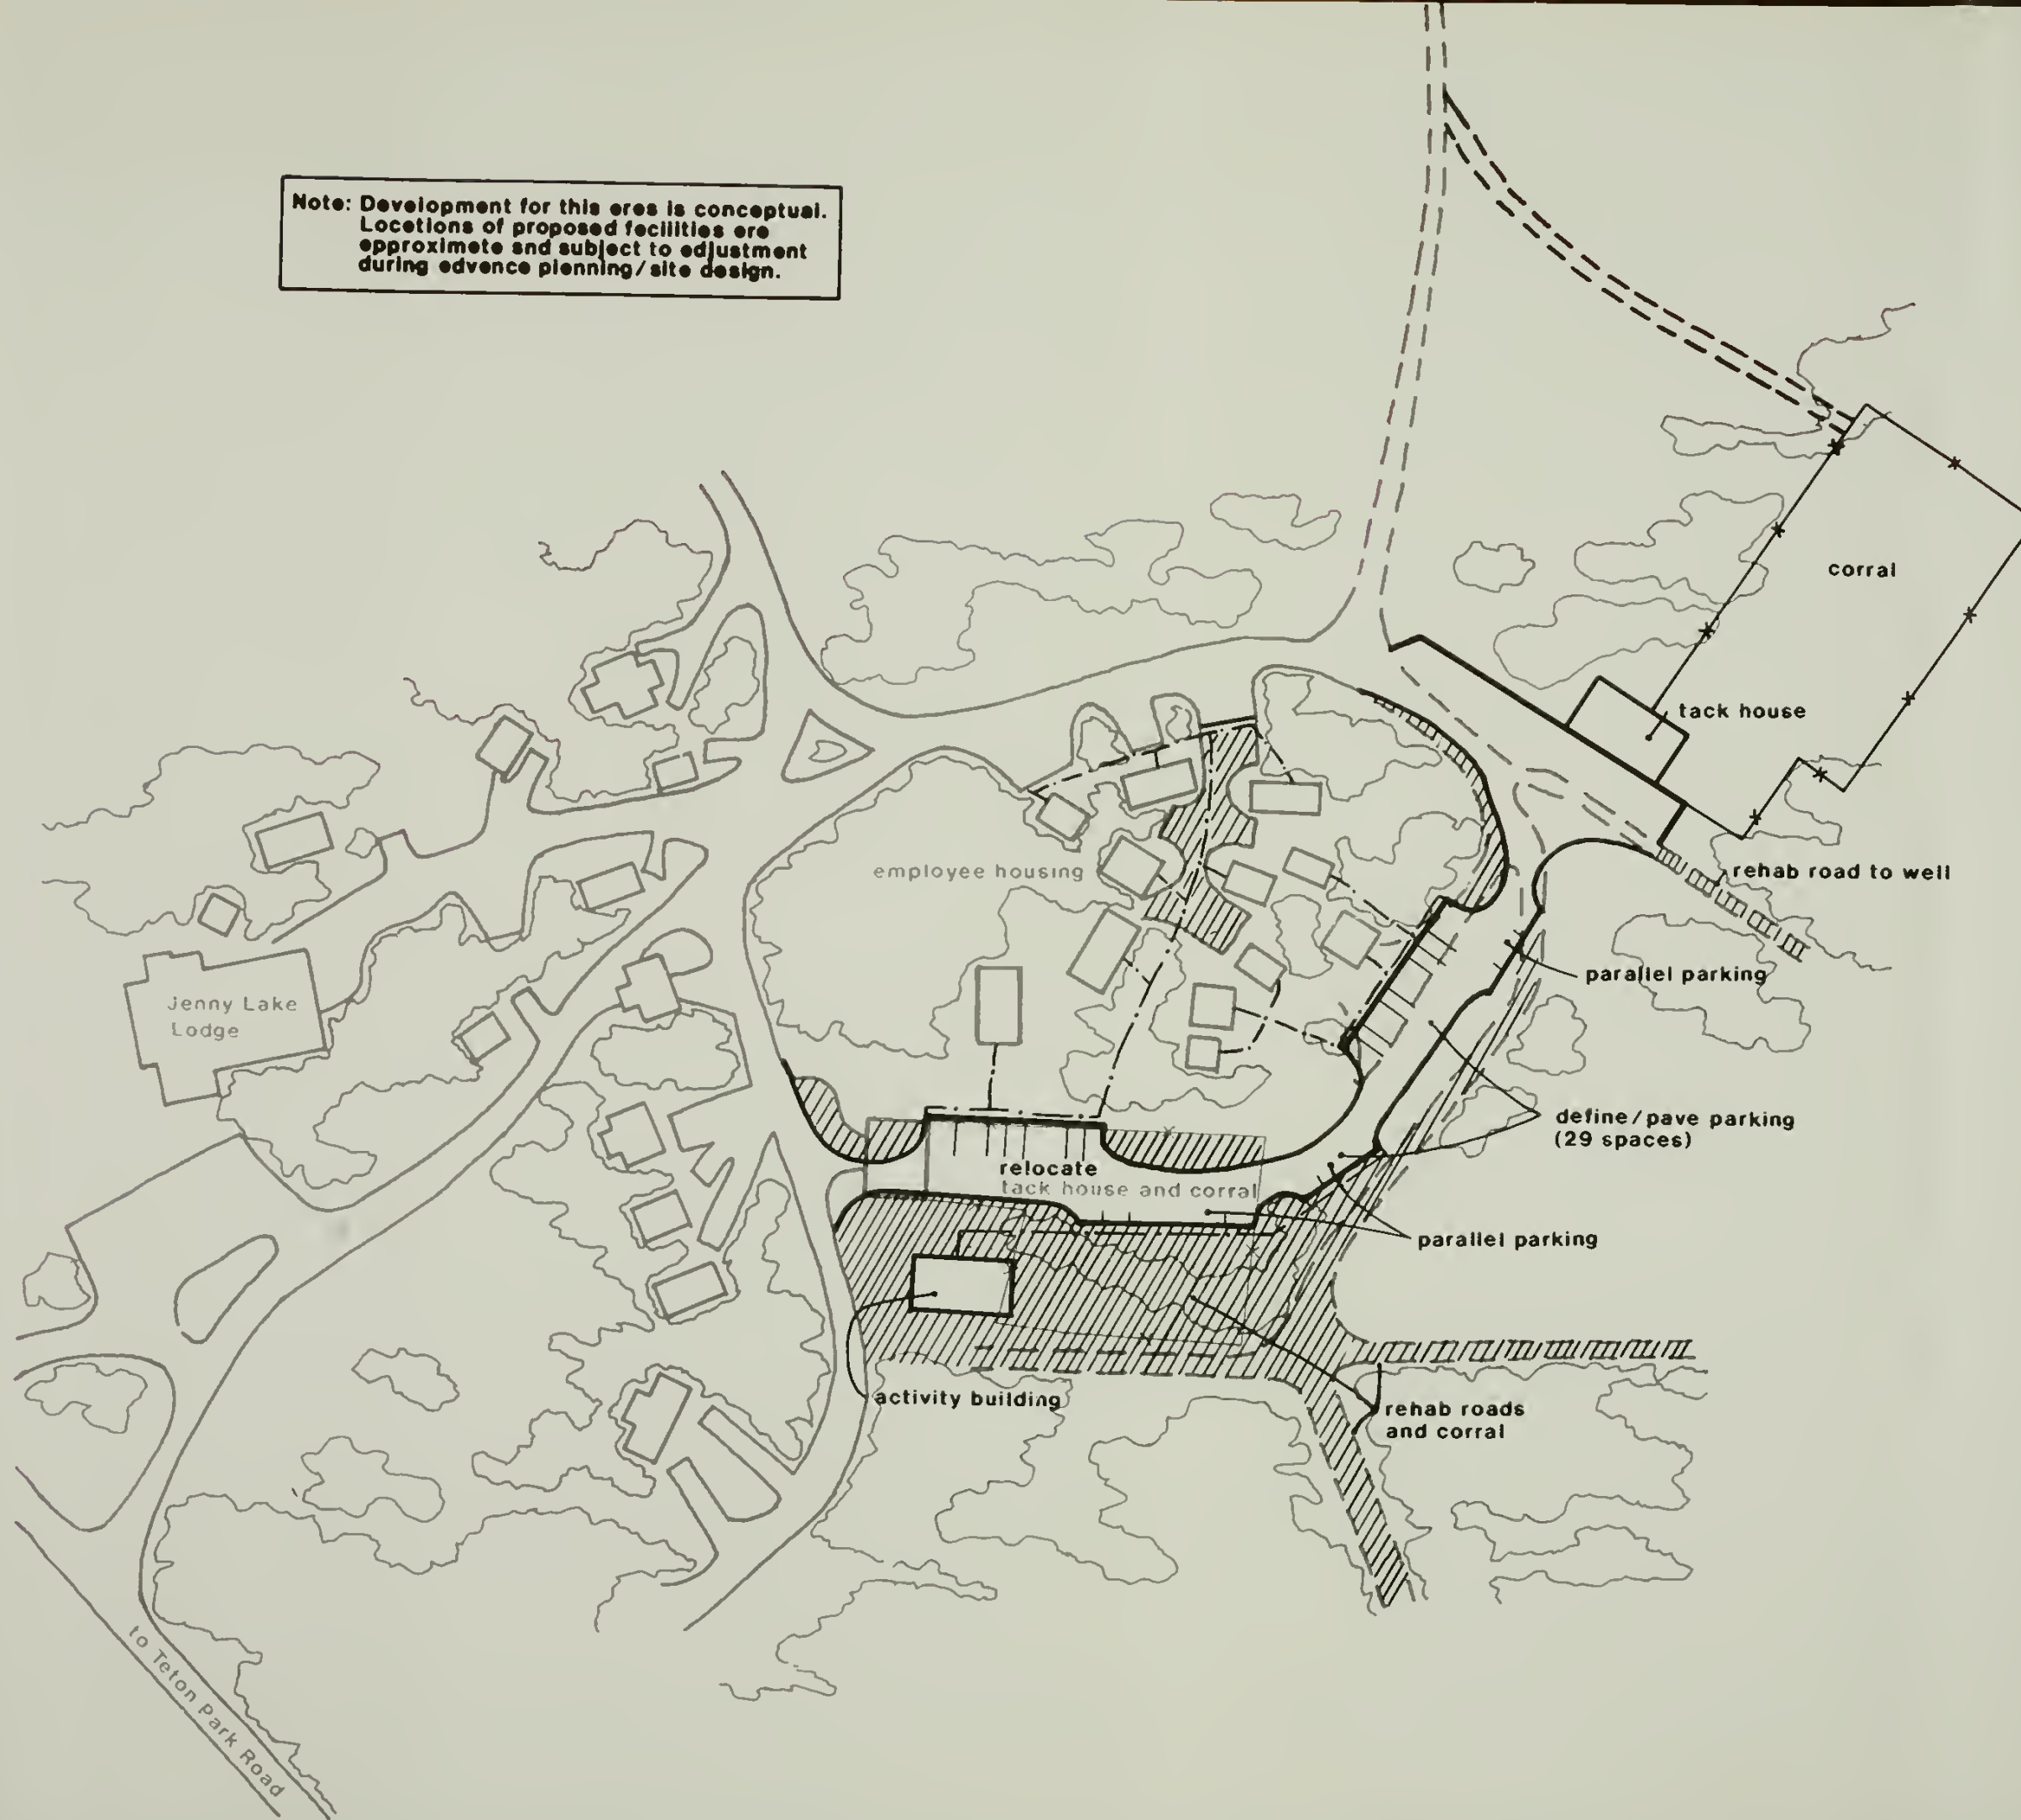 Note: Development for this area is conceptual.
Locations of proposed facilities are
approximate and subject to adjustment
during advance planning/site design.
corral
tack house
employee housing
rehab road to well
parallel parking
Jenny Lake
Lodge
define/pave parking
(29 spaces)
relocate
tack house and corral
parallel parking
activity building
rehab roads
and corral
to Teton Park Road